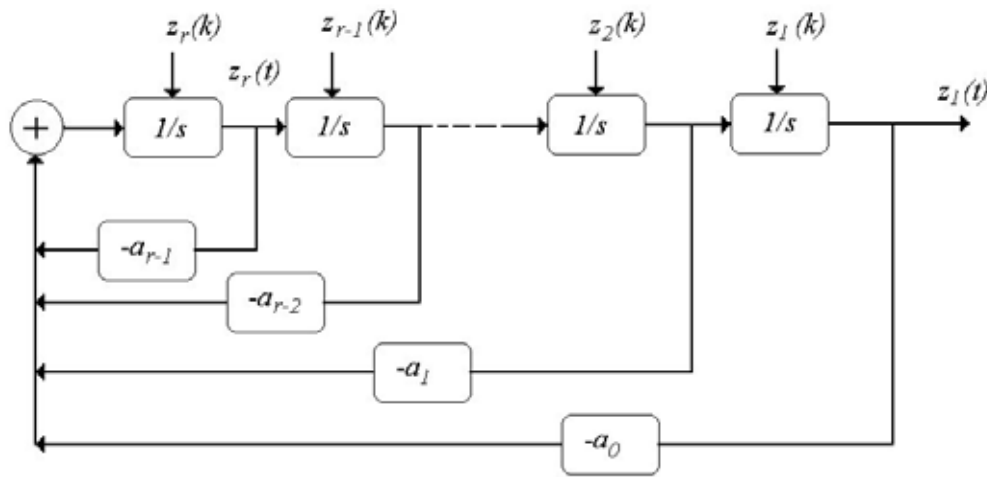 z_r(k) z_{r-1}(k) z_2(k) z_1(k)
z_r(t) z_1(t)
+ 1/s 1/s 1/s 1/s
-a_{r-1}
-a_{r-2}
-a_1
-a_0